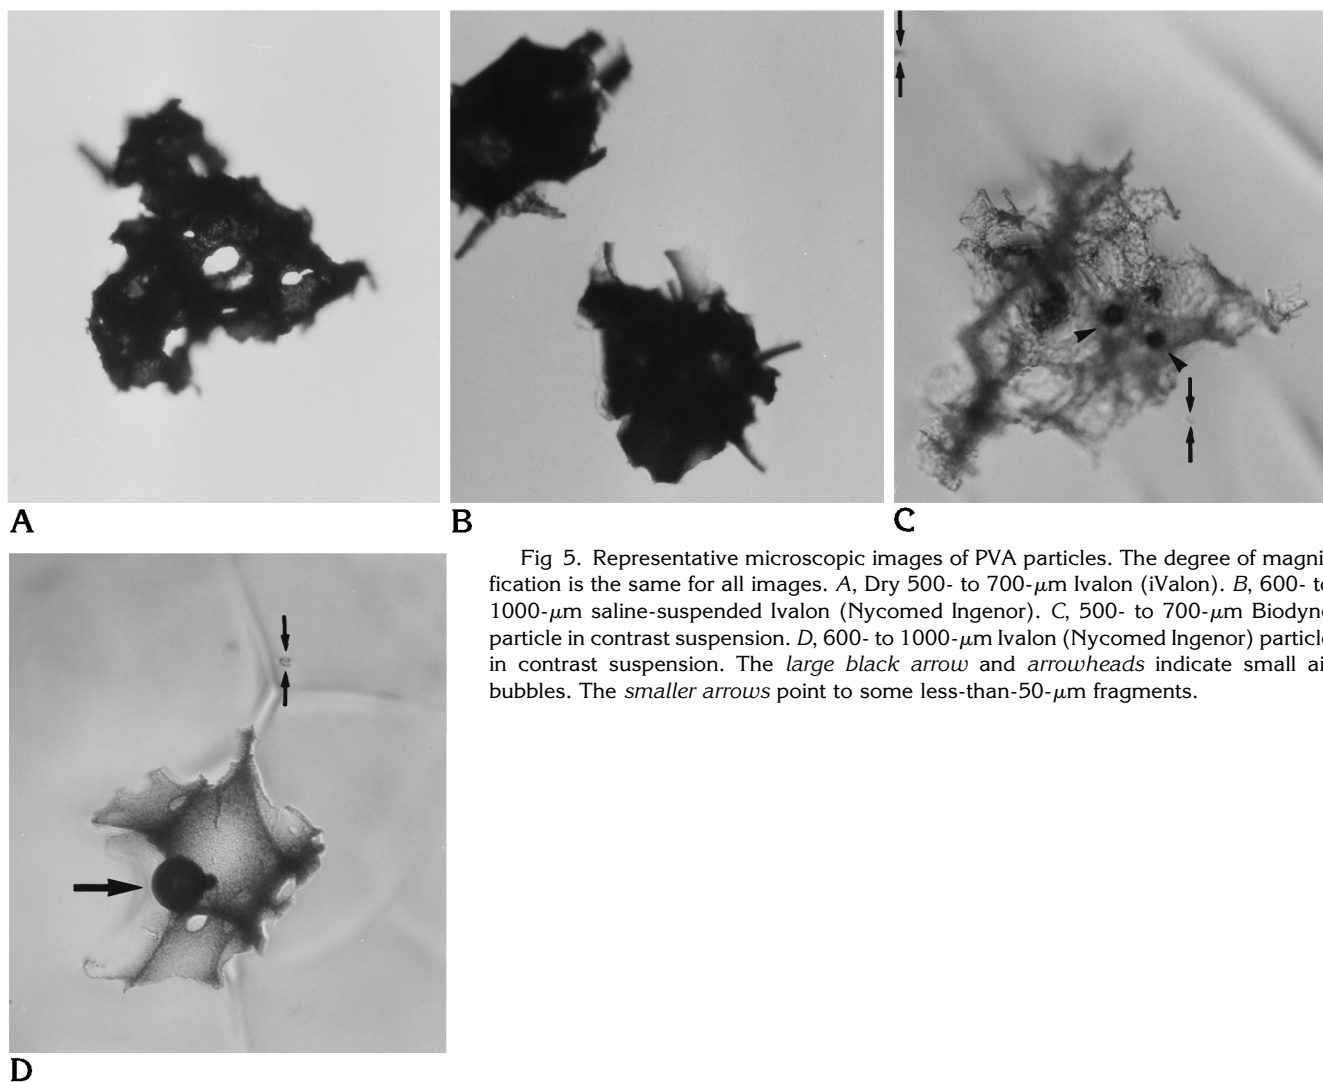 A
B
C
Fig 5. Representative microscopic images of PVA particles. The degree of magni
fication is the same for all images. A, Dry 500- to 700-μm Ivalon (iValon). B, 600- t
1000-μm saline-suspended Ivalon (Nycomed Ingenor). C, 500- to 700-μm Biodyn
particle in contrast suspension. D, 600- to 1000-μm Ivalon (Nycomed Ingenor) particl
in contrast suspension. The large black arrow and arrowheads indicate small ai
bubbles. The smaller arrows point to some less-than-50-μm fragments.
D